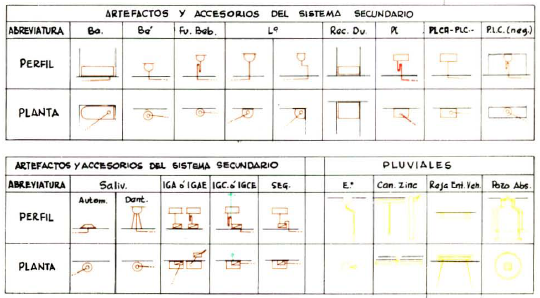 ARTEFACTOS Y ACCESORIOS DEL SISTEMA SECUNDARIO
ABREVIATURA Ba. Be' Fu. Beb. Lº Rec. Du. Pl PLCA-PLC.- P.L.C. (neg.)
PERFIL
PLANTA
ARTEFACTOS Y ACCESORIOS DEL SISTEMA SECUNDARIO PLUVIALES
ABREVIATURA Saliv. IGA ó IGAE IGC. ó IGCE SEG. E.º Can. Zinc Reja Ent. Veh. Pozo Abs.
PERFIL Autom. Dent.
PLANTA